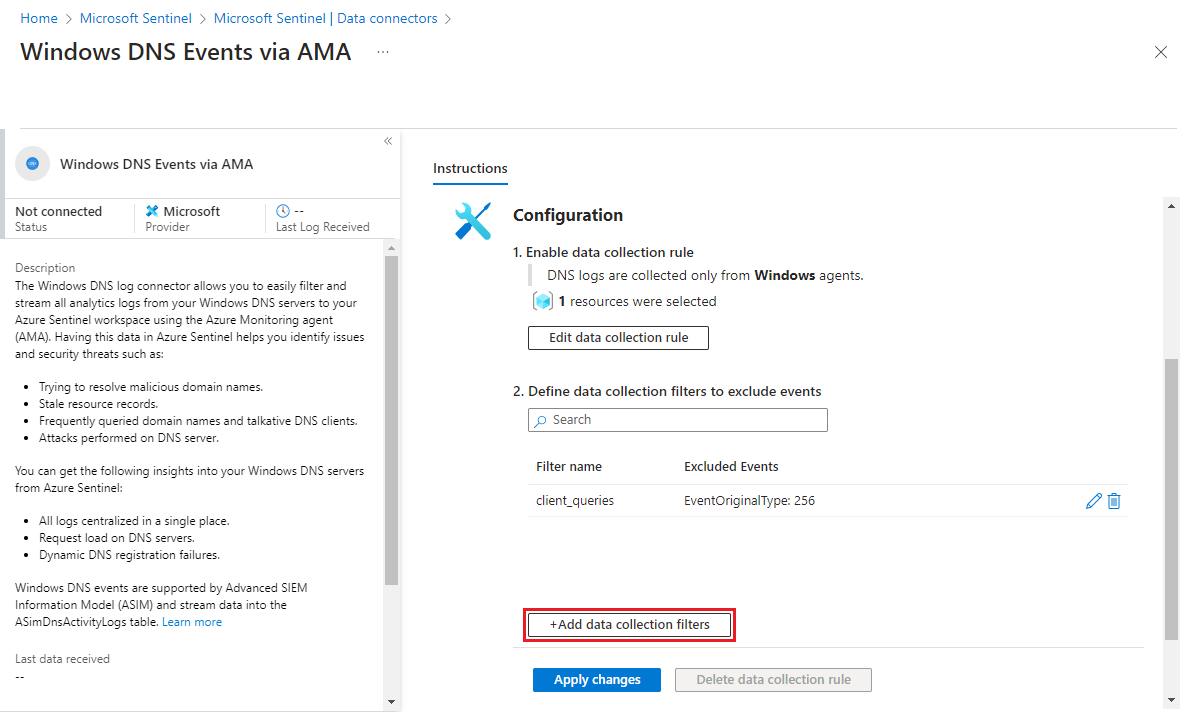 Home > Microsoft Sentinel > Microsoft Sentinel | Data connectors >
Windows DNS Events via AMA ...
Windows DNS Events via AMA
Not connected
Status
Microsoft
Provider
--
Last Log Received
Description
The Windows DNS log connector allows you to easily filter and
stream all analytics logs from your Windows DNS servers to your
Azure Sentinel workspace using the Azure Monitoring agent
(AMA). Having this data in Azure Sentinel helps you identify issues
and security threats such as:
• Trying to resolve malicious domain names.
• Stale resource records.
• Frequently queried domain names and talkative DNS clients.
• Attacks performed on DNS server.
You can get the following insights into your Windows DNS servers
from Azure Sentinel:
• All logs centralized in a single place.
• Request load on DNS servers.
• Dynamic DNS registration failures.
Windows DNS events are supported by Advanced SIEM
Information Model (ASIM) and stream data into the
ASimDnsActivityLogs table. Learn more
Last data received
--
Instructions
Configuration
1. Enable data collection rule
DNS logs are collected only from Windows agents.
1 resources were selected
Edit data collection rule
2. Define data collection filters to exclude events
Search
Filter name Excluded Events
client_queries EventOriginalType: 256
+Add data collection filters
Apply changes Delete data collection rule